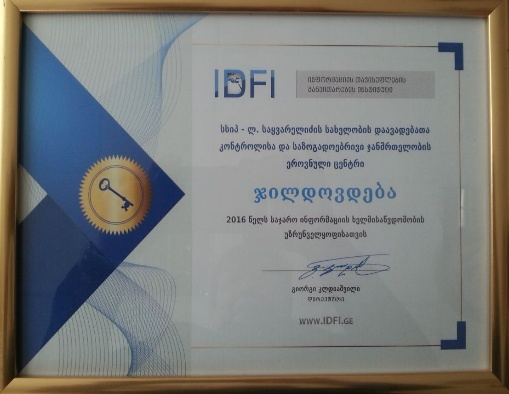 IDFI
ინფორმაციის თავისუფლების
განვითარების ინსტიტუტი
სსიპ - ლ. საყვარელიძის სახელობის დაავადებათა
კონტროლისა და საზოგადოებრივი ჯანმრთელობის
ეროვნული ცენტრი
ჯილდოვდება
2016 წელს საჯარო ინფორმაციის ხელმისაწვდომობის
უზრუნველყოფისათვის
გიორგი კლდიაშვილი
დირექტორი
WWW.IDFI.GE